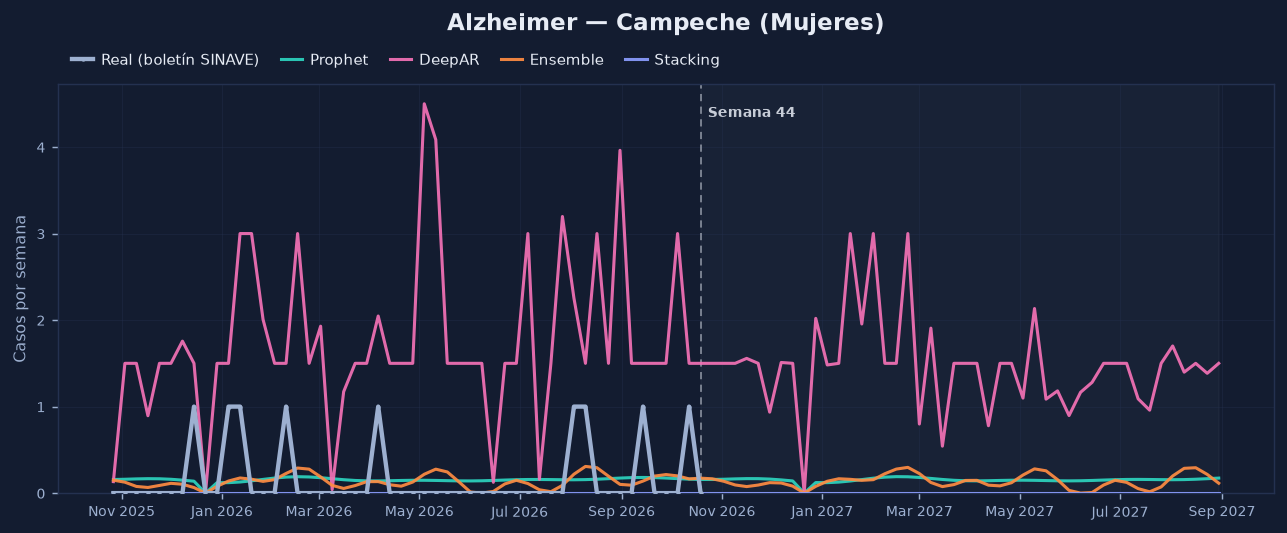 Alzheimer — Campeche (Mujeres)
Real (boletín SINAVE) Prophet DeepAR Ensemble Stacking
Semana 44
Casos por semana
4
3
2
1
0
Nov 2025 Jan 2026 Mar 2026 May 2026 Jul 2026 Sep 2026 Nov 2026 Jan 2027 Mar 2027 May 2027 Jul 2027 Sep 2027